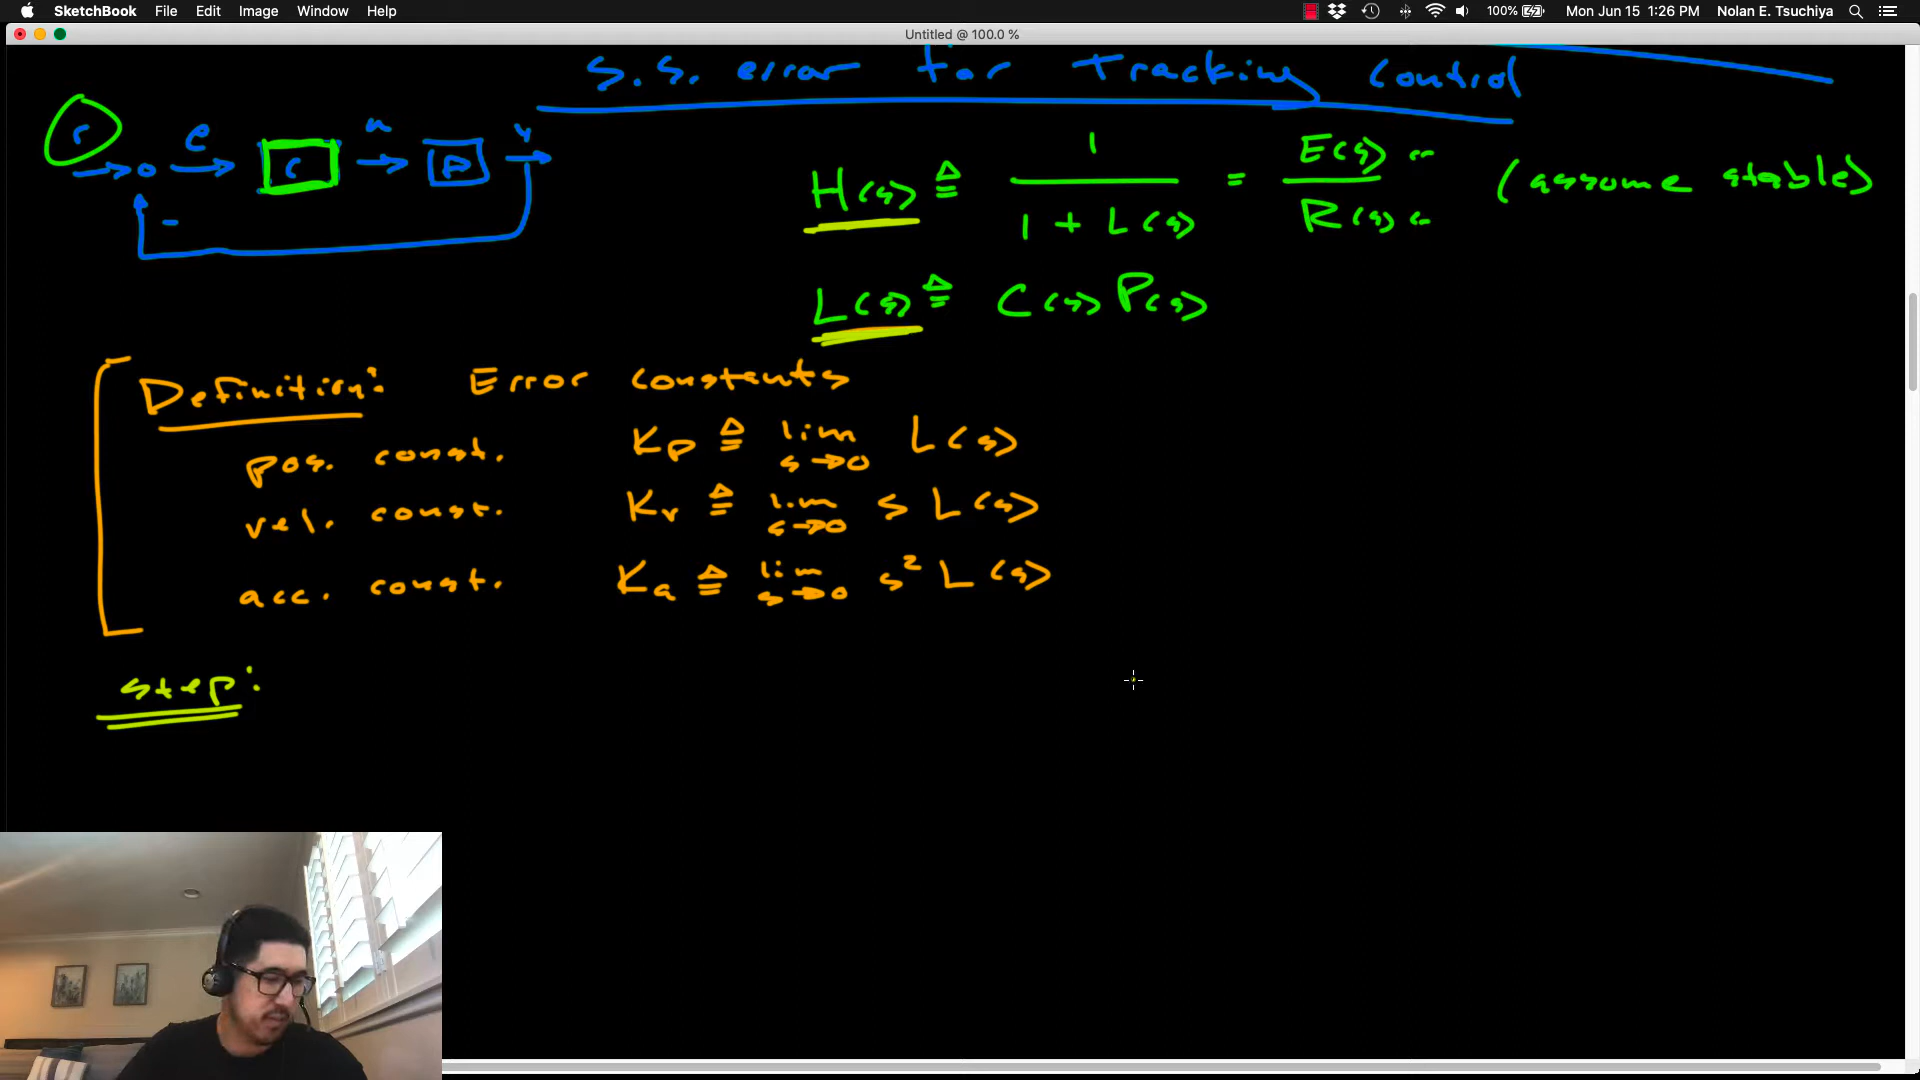 SketchBook File Edit Image Window Help 100% Mon Jun 15 1:26 PM Nolan E. Tsuchiya
Untitled @ 100.0 %
s.s. error for tracking control
r e C u P y
-
H(s) ≜ 1 / (1 + L(s)) = E(s) / R(s) (assume stable)
L(s) ≜ C(s) P(s)
Definition: Error constants
pos. const. Kp ≜ lim s→0 L(s)
vel. const. Kv ≜ lim s→0 s L(s)
acc. const. Ka ≜ lim s→0 s² L(s)
step: